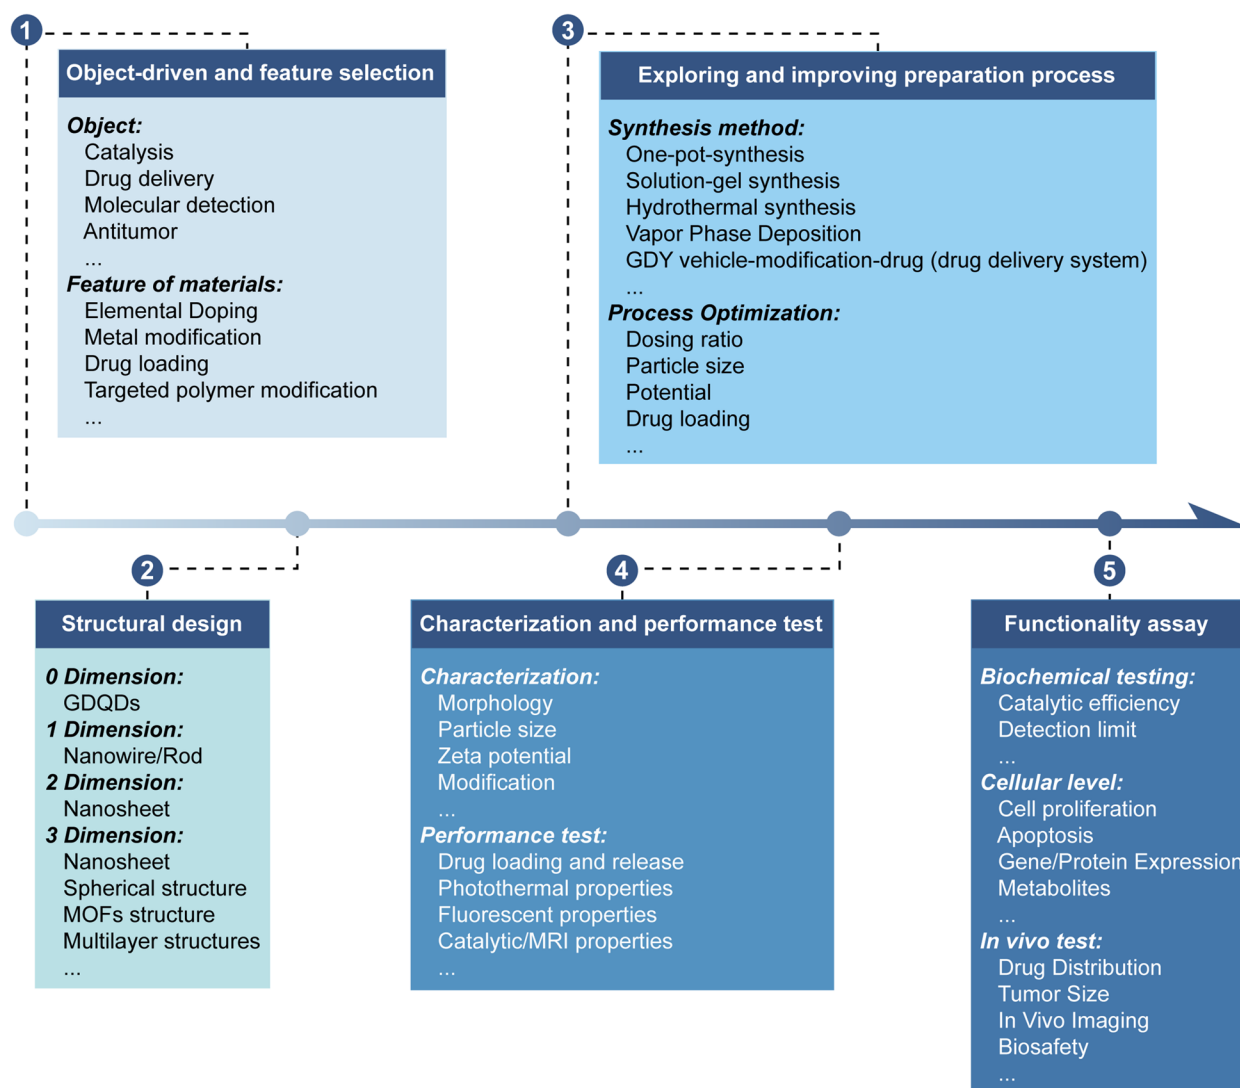 1
Object-driven and feature selection
Object:
Catalysis
Drug delivery
Molecular detection
Antitumor
...
Feature of materials:
Elemental Doping
Metal modification
Drug loading
Targeted polymer modification
...
2
Structural design
0 Dimension:
GDQDs
1 Dimension:
Nanowire/Rod
2 Dimension:
Nanosheet
3 Dimension:
Nanosheet
Spherical structure
MOFs structure
Multilayer structures
...
3
Exploring and improving preparation process
Synthesis method:
One-pot-synthesis
Solution-gel synthesis
Hydrothermal synthesis
Vapor Phase Deposition
GDY vehicle-modification-drug (drug delivery system)
...
Process Optimization:
Dosing ratio
Particle size
Potential
Drug loading
...
4
Characterization and performance test
Characterization:
Morphology
Particle size
Zeta potential
Modification
...
Performance test:
Drug loading and release
Photothermal properties
Fluorescent properties
Catalytic/MRI properties
...
5
Functionality assay
Biochemical testing:
Catalytic efficiency
Detection limit
...
Cellular level:
Cell proliferation
Apoptosis
Gene/Protein Expression
Metabolites
...
In vivo test:
Drug Distribution
Tumor Size
In Vivo Imaging
Biosafety
...